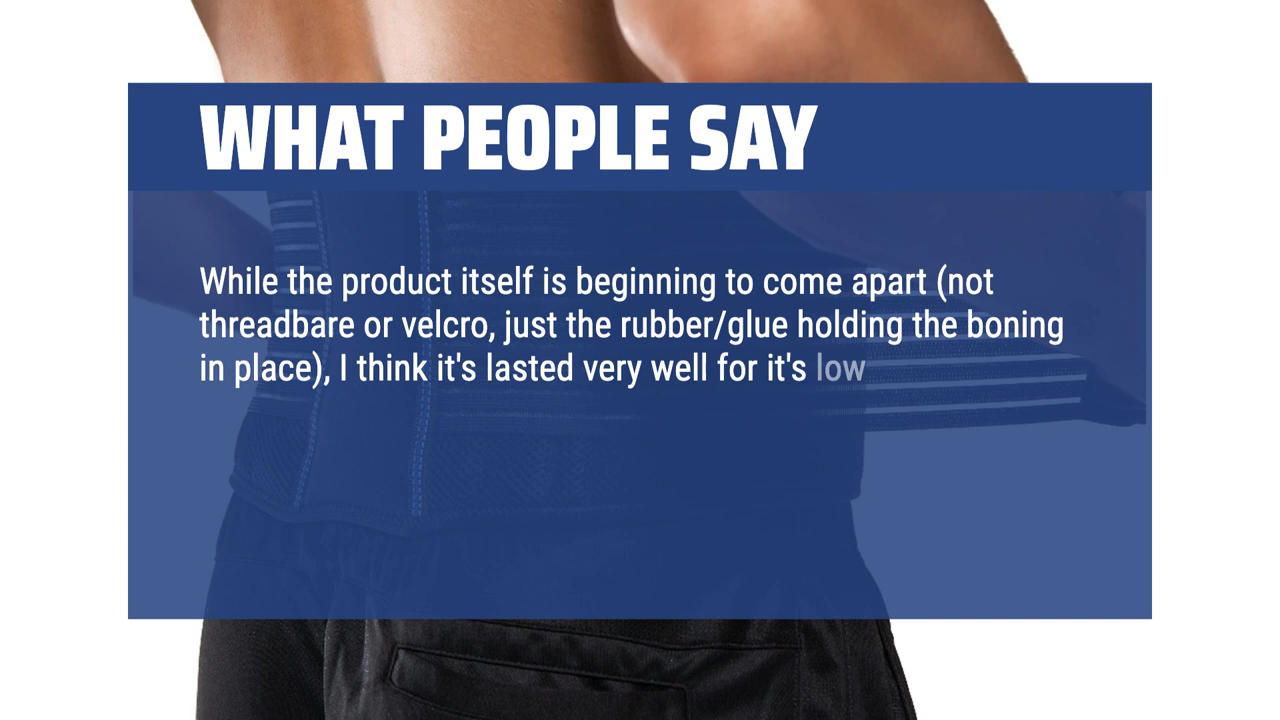 WHAT PEOPLE SAY
While the product itself is beginning to come apart (not
threadbare or velcro, just the rubber/glue holding the boning
in place), I think it's lasted very well for it's low